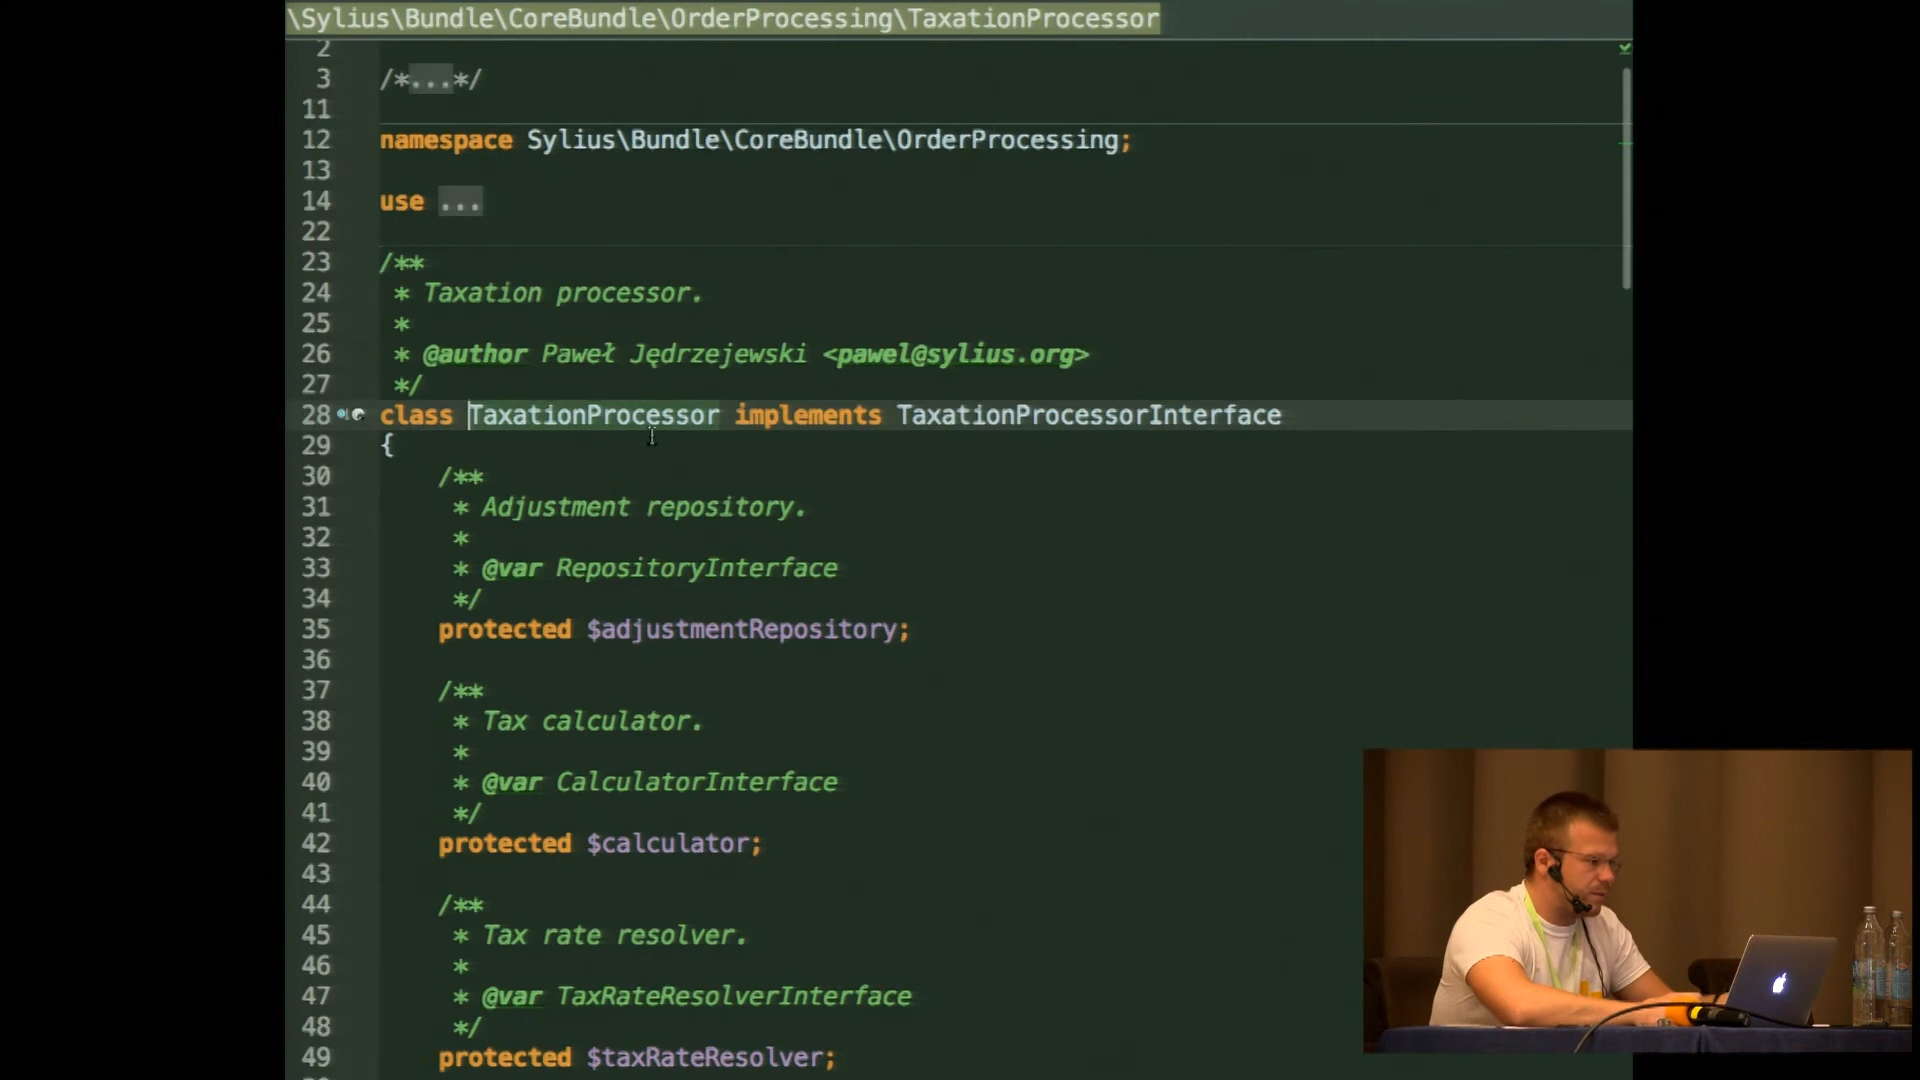 \Sylius\Bundle\CoreBundle\OrderProcessing\TaxationProcessor
2
3 /*...*/
11
12 namespace Sylius\Bundle\CoreBundle\OrderProcessing;
13
14 use ...
22
23 /**
24 * Taxation processor.
25 *
26 * @author Paweł Jędrzejewski <pawel@sylius.org>
27 */
28 class TaxationProcessor implements TaxationProcessorInterface
29 {
30 /**
31 * Adjustment repository.
32 *
33 * @var RepositoryInterface
34 */
35 protected $adjustmentRepository;
36
37 /**
38 * Tax calculator.
39 *
40 * @var CalculatorInterface
41 */
42 protected $calculator;
43
44 /**
45 * Tax rate resolver.
46 *
47 * @var TaxRateResolverInterface
48 */
49 protected $taxRateResolver;